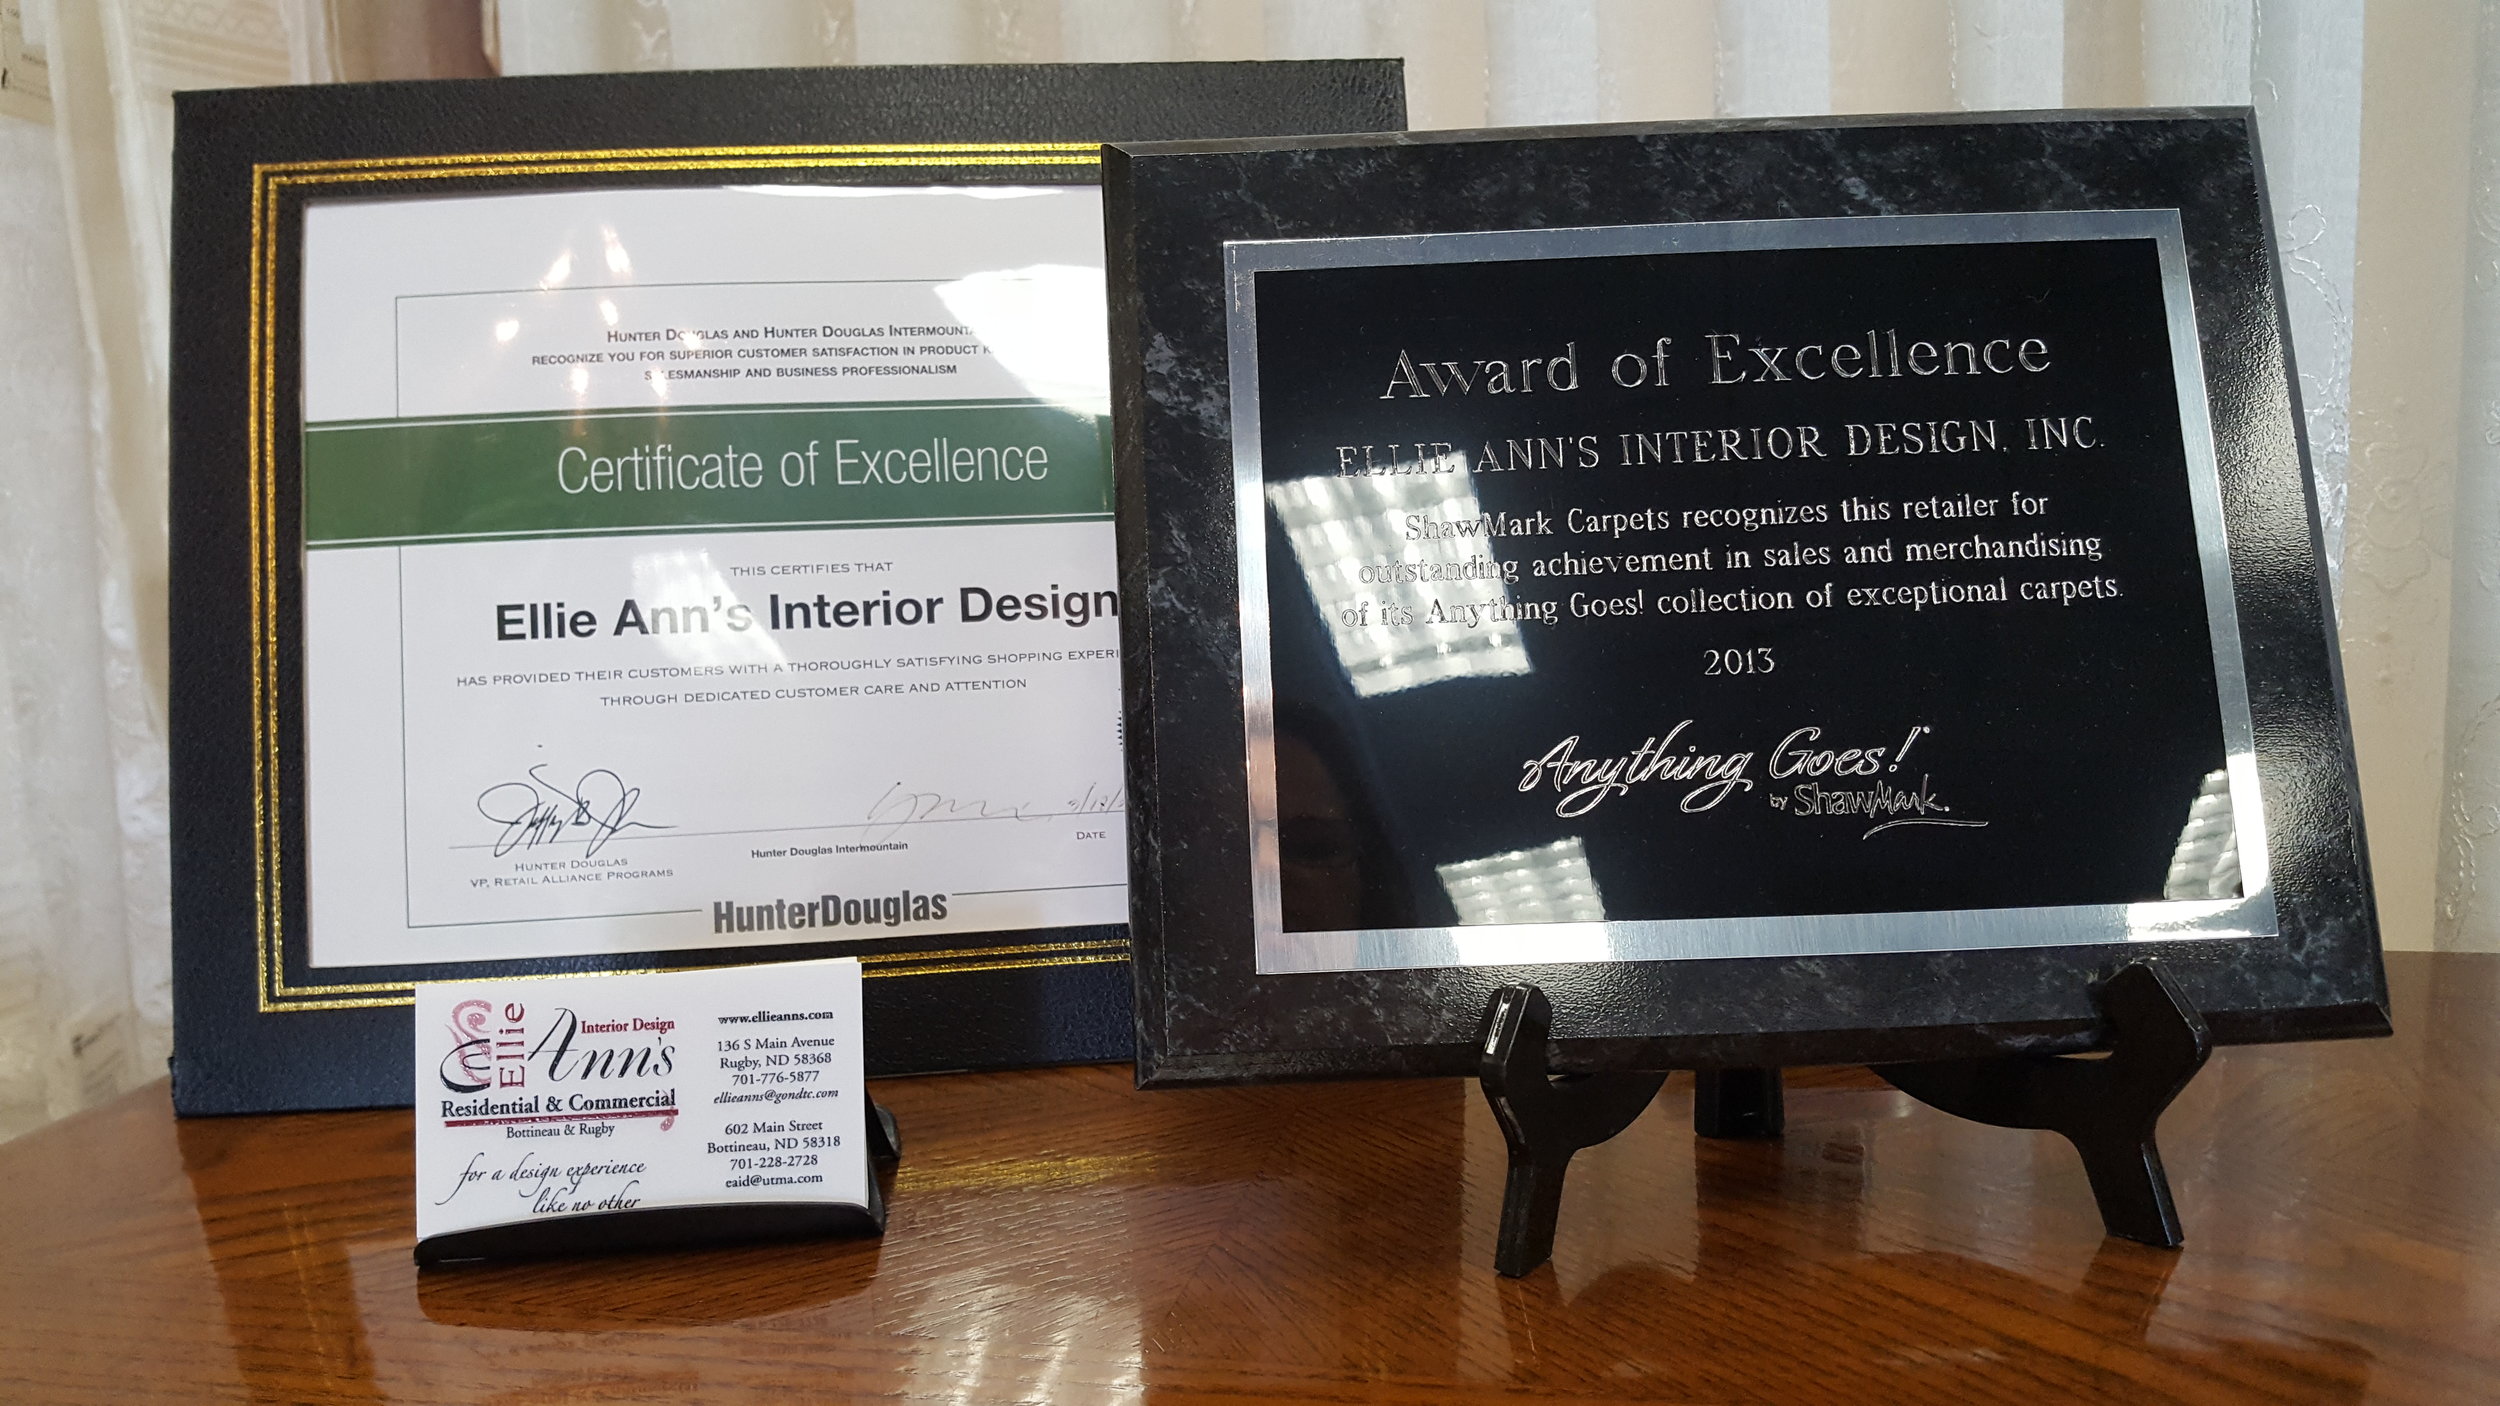 HUNTER DOUGLAS AND HUNTER DOUGLAS
RECOGNIZE YOU FOR SUPERIOR CUSTOMER SATISFACTION IN PRODUCT
SALESMANSHIP AND BUSINESS PROFESSIONALISM
Certificate of Excellence
THIS CERTIFIES THAT
Ellie Ann's Interior Design
HAS PROVIDED THEIR CUSTOMERS WITH A THOROUGHLY SATISFYING SHOPPING
THROUGH DEDICATED CUSTOMER CARE AND ATTENTION
HUNTER DOUGLAS
VP, RETAIL ALLIANCE PROGRAMS
Hunter Douglas Intermountain
DATE
HunterDouglas
Award of Excellence
ELLIE ANN'S INTERIOR DESIGN, INC.
ShawMark Carpets recognizes this retailer for
outstanding achievement in sales and merchandising
of its Anything Goes! collection of exceptional carpets.
2013
Anything Goes!
by ShawMark.
Ellie Ann's Interior Design
Residential & Commercial
Bottineau & Rugby
for a design experience
like no other
www.ellieanns.com
136 S Main Avenue
Rugby, ND 58368
701-776-5877
ellieanns@gondtc.com
602 Main Street
Bottineau, ND 58318
701-228-2728
eaid@utma.com